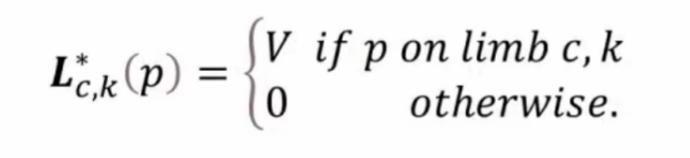 L*c,k(p) = {V if p on limb c, k
0 otherwise.